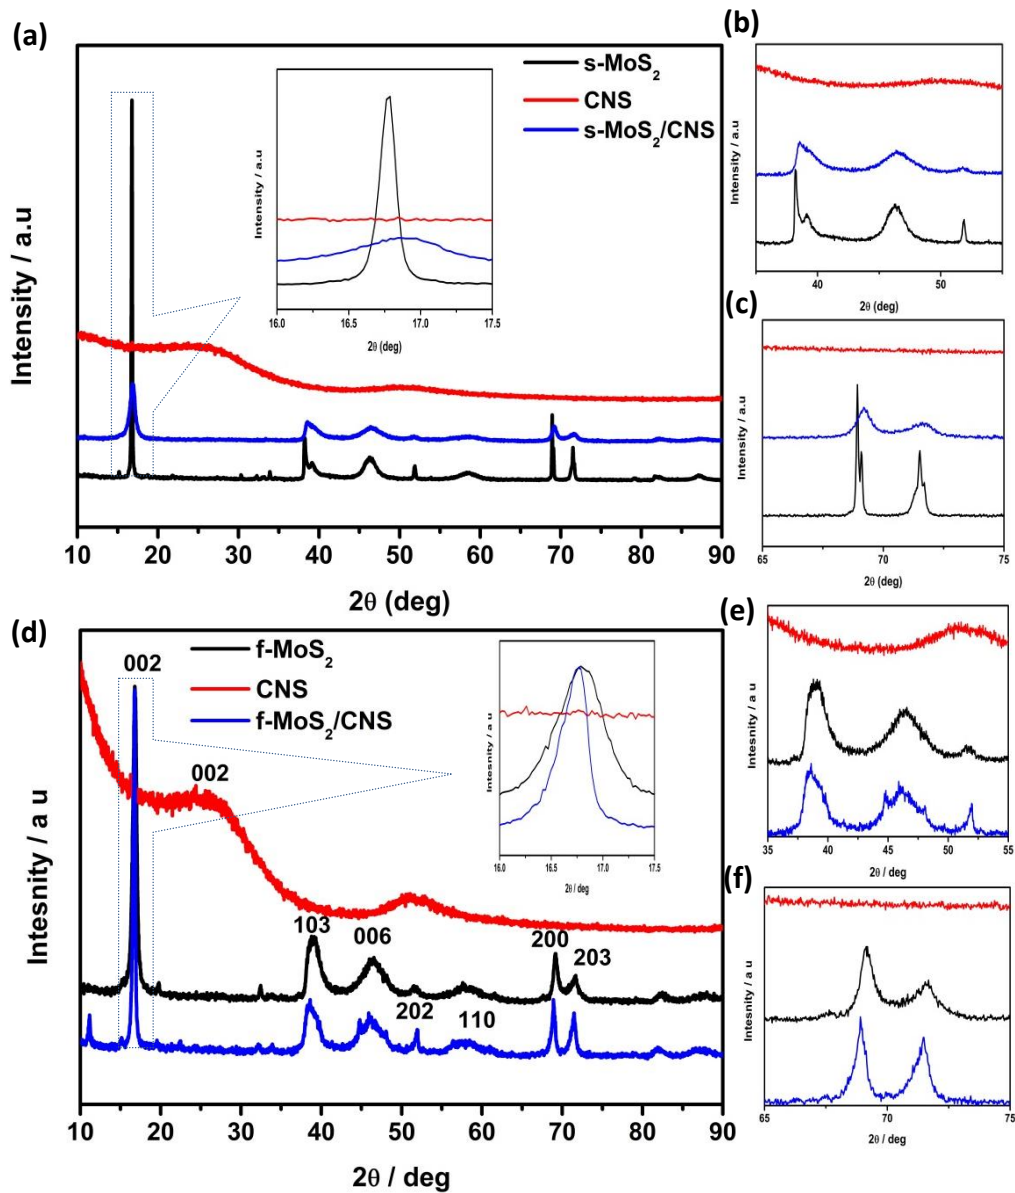 (a)
s-MoS₂
CNS
s-MoS₂/CNS
Intensity / a.u
16.0 16.5 17.0 17.5
2θ (deg)
Intensity / a.u
10 20 30 40 50 60 70 80 90
2θ (deg)
(b)
Intensity / a.u
40 50
2θ (deg)
(c)
Intensity / a.u
65 70 75
2θ (deg)
(d)
002
f-MoS₂
CNS
f-MoS₂/CNS
002
103
006
202
110
200
203
Intesnity / a u
16.0 16.5 17.0 17.5
2θ / deg
Intesnity / a u
10 20 30 40 50 60 70 80 90
2θ / deg
(e)
Intesnity / a u
35 40 45 50 55
2θ / deg
(f)
Intesnity / a u
65 70 75
2θ / deg